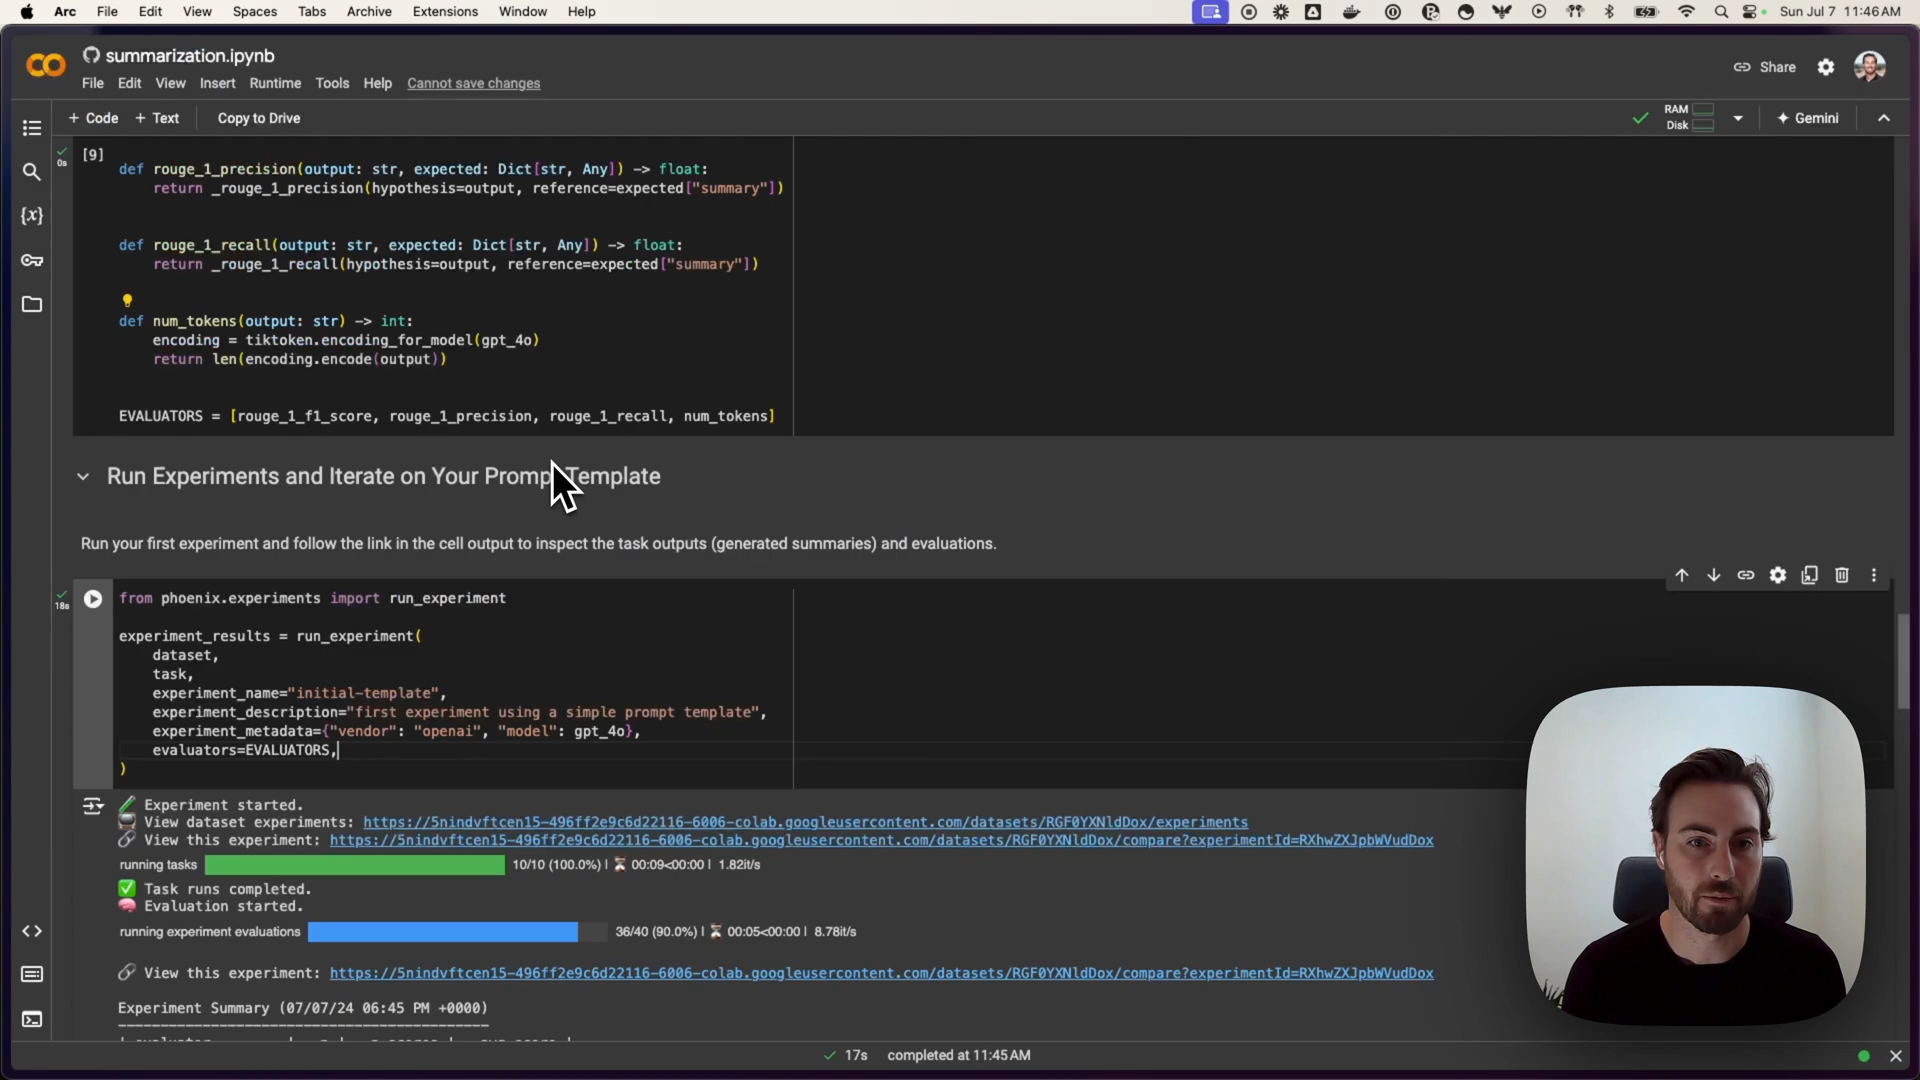 Arc File Edit View Spaces Tabs Archive Extensions Window Help Sun Jul 7 11:46 AM
summarization.ipynb
File Edit View Insert Runtime Tools Help Cannot save changes
Share
+ Code + Text Copy to Drive
RAM
Disk
Gemini
[9]
0s
def rouge_1_precision(output: str, expected: Dict[str, Any]) -> float:
return _rouge_1_precision(hypothesis=output, reference=expected["summary"])
def rouge_1_recall(output: str, expected: Dict[str, Any]) -> float:
return _rouge_1_recall(hypothesis=output, reference=expected["summary"])
def num_tokens(output: str) -> int:
encoding = tiktoken.encoding_for_model(gpt_4o)
return len(encoding.encode(output))
EVALUATORS = [rouge_1_f1_score, rouge_1_precision, rouge_1_recall, num_tokens]
Run Experiments and Iterate on Your Prompt Template
Run your first experiment and follow the link in the cell output to inspect the task outputs (generated summaries) and evaluations.
18s
from phoenix.experiments import run_experiment
experiment_results = run_experiment(
dataset,
task,
experiment_name="initial-template",
experiment_description="first experiment using a simple prompt template",
experiment_metadata={"vendor": "openai", "model": gpt_4o},
evaluators=EVALUATORS,
)
Experiment started.
View dataset experiments: https://5nindvftcen15-496ff2e9c6d22116-6006-colab.googleusercontent.com/datasets/RGF0YXNldDox/experiments
View this experiment: https://5nindvftcen15-496ff2e9c6d22116-6006-colab.googleusercontent.com/datasets/RGF0YXNldDox/compare?experimentId=RXhwZXJpbWVudDox
running tasks 10/10 (100.0%) | ⏳ 00:09<00:00 | 1.82it/s
✅ Task runs completed.
🧠 Evaluation started.
running experiment evaluations 36/40 (90.0%) | ⏳ 00:05<00:00 | 8.78it/s
🔗 View this experiment: https://5nindvftcen15-496ff2e9c6d22116-6006-colab.googleusercontent.com/datasets/RGF0YXNldDox/compare?experimentId=RXhwZXJpbWVudDox
Experiment Summary (07/07/24 06:45 PM +0000)
17s completed at 11:45 AM